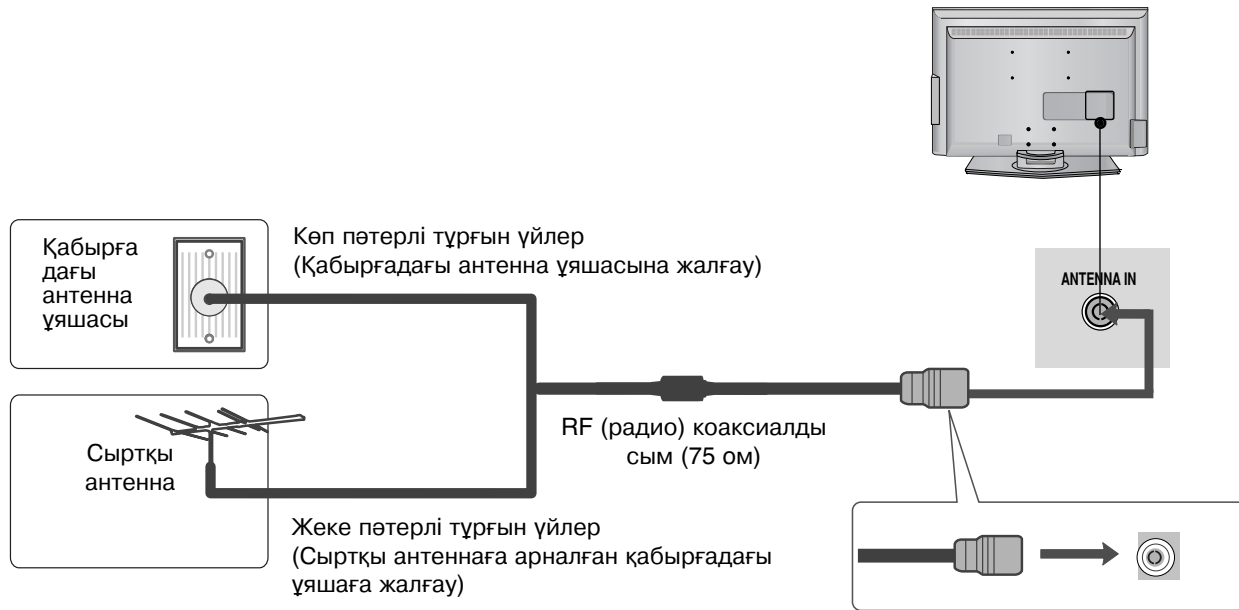 Қабырға
дағы
антенна
ұяшасы
Көп пәтерлі тұрғын үйлер
(Қабырғадағы антенна ұяшасына жалғау)
ANTENNA IN
RF (радио) коаксиалды
сым (75 ом)
Сыртқы
антенна
Жеке пәтерлі тұрғын үйлер
(Сыртқы антеннаға арналған қабырғадағы
ұяшаға жалғау)